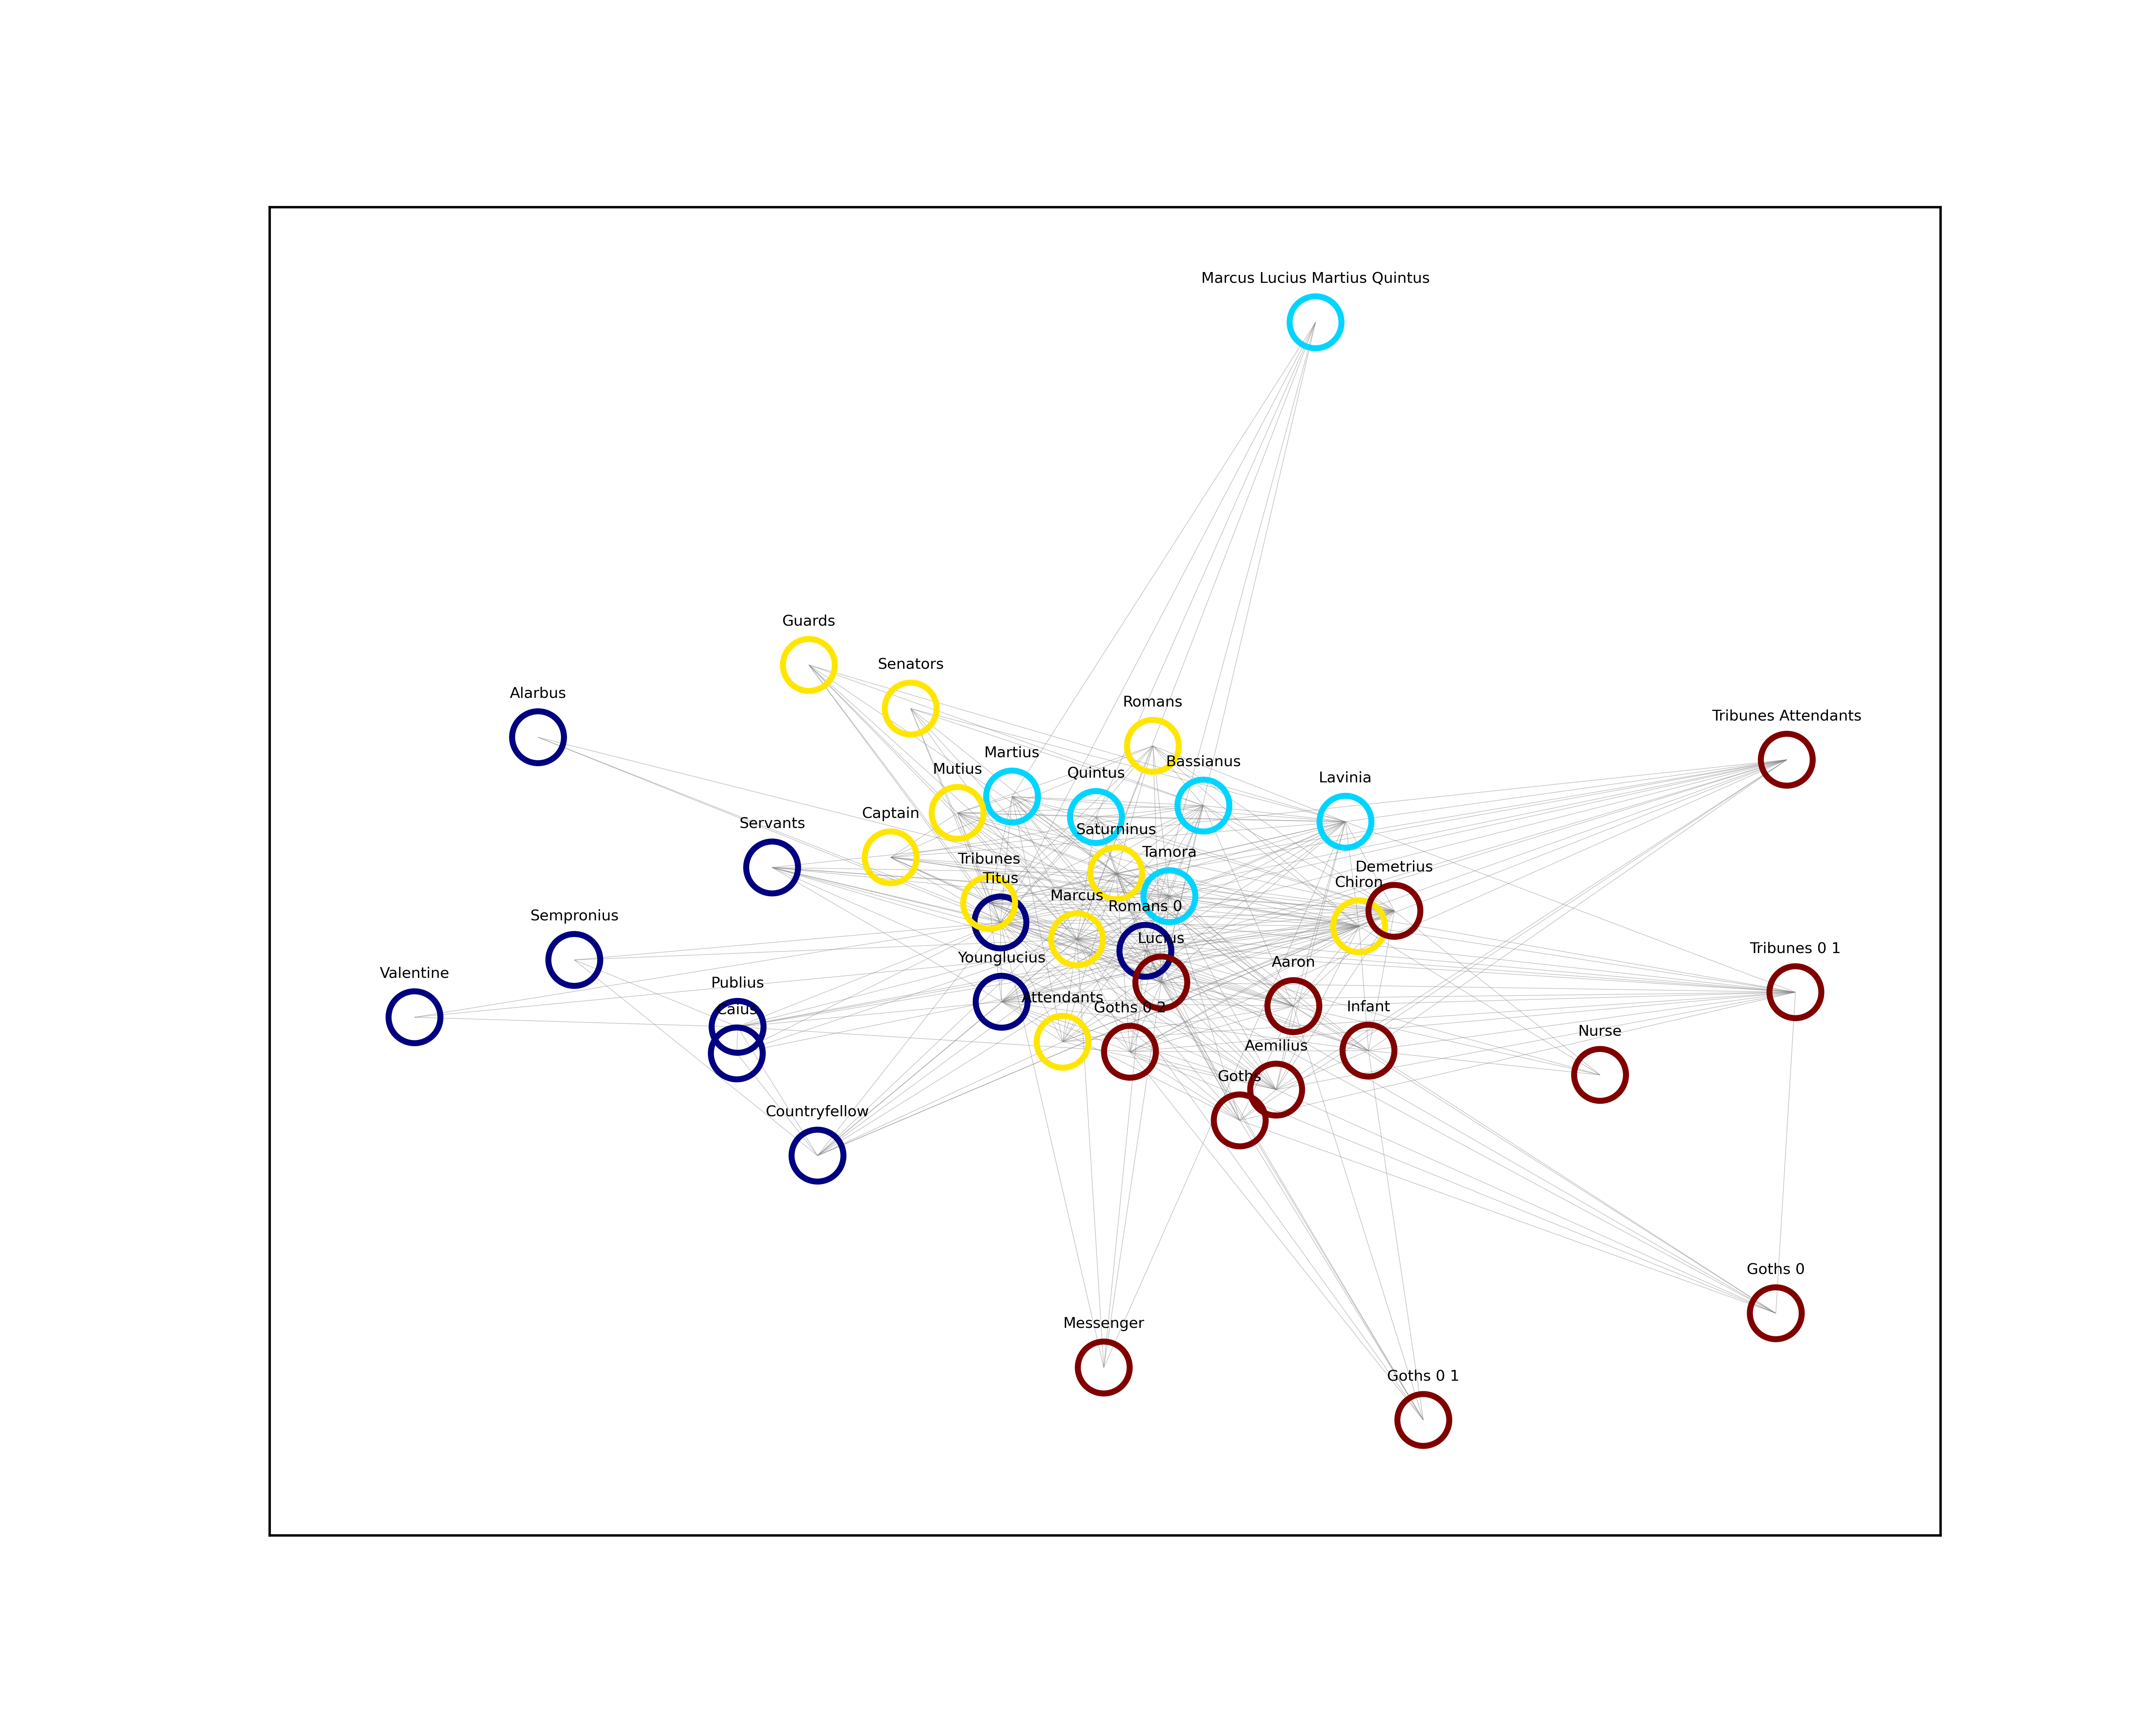 Marcus Lucius Martius Quintus
Guards
Senators
Alarbus
Romans
Tribunes Attendants
Martius
Bassianus
Mutius
Quintus
Lavinia
Captain
Servants
Saturninus
Tamora
Tribunes
Demetrius
Titus
Chiron
Marcus
Romans 0
Sempronius
Lucius
Tribunes 0 1
Younglucius
Aaron
Valentine
Publius
Attendants
Caius
Goths 0 2
Infant
Nurse
Aemilius
Goths
Countryfellow
Goths 0
Messenger
Goths 0 1